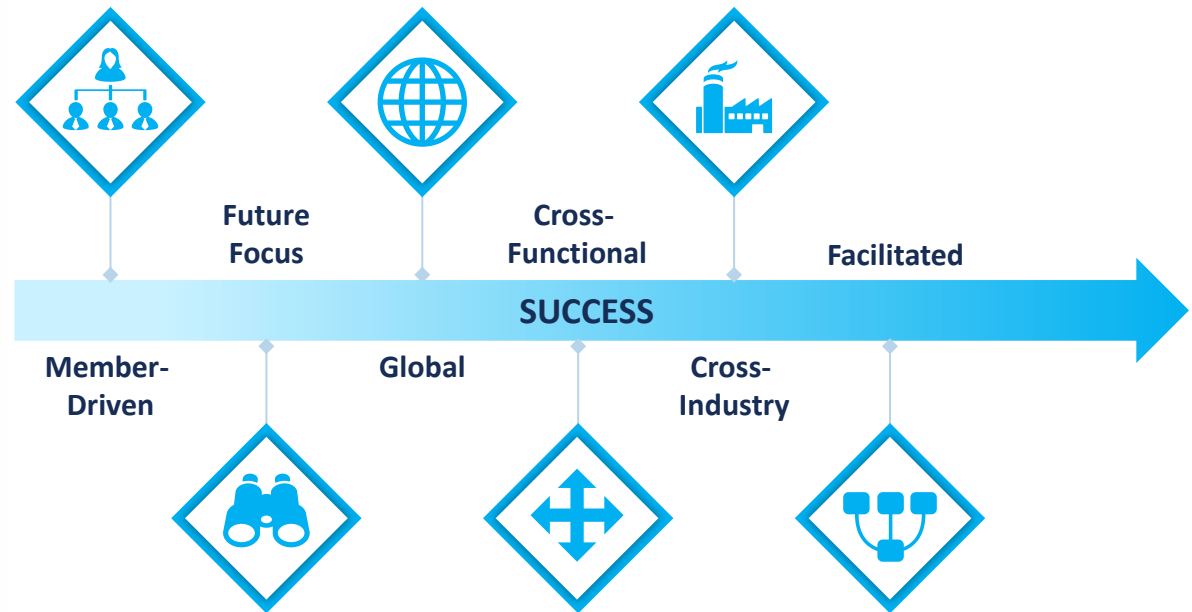 Future
Focus
Cross-
Functional
Facilitated
SUCCESS
Member-
Driven
Global
Cross-
Industry